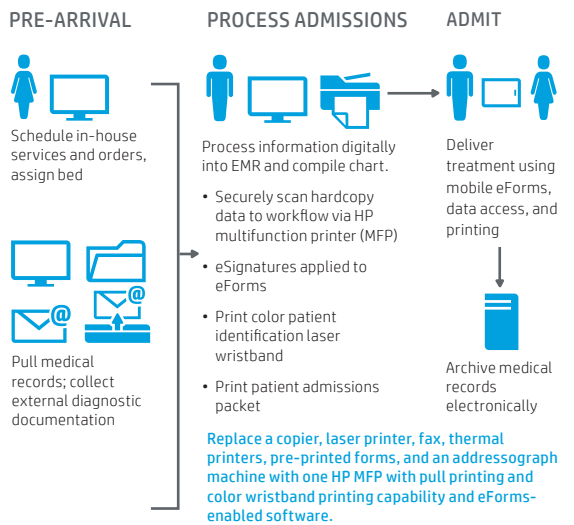 PRE-ARRIVAL
Schedule in-house
services and orders,
assign bed
@
@
Pull medical
records; collect
external diagnostic
documentation
PROCESS ADMISSIONS
Process information digitally
into EMR and compile chart.
• Securely scan hardcopy
data to workflow via HP
multifunction printer (MFP)
• eSignatures applied to
eForms
• Print color patient
identification laser
wristband
• Print patient admissions
packet
Replace a copier, laser printer, fax, thermal
printers, pre-printed forms, and an addressograph
machine with one HP MFP with pull printing and
color wristband printing capability and eForms-
enabled software.
ADMIT
Deliver
treatment using
mobile eForms,
data access, and
printing
Archive medical
records
electronically